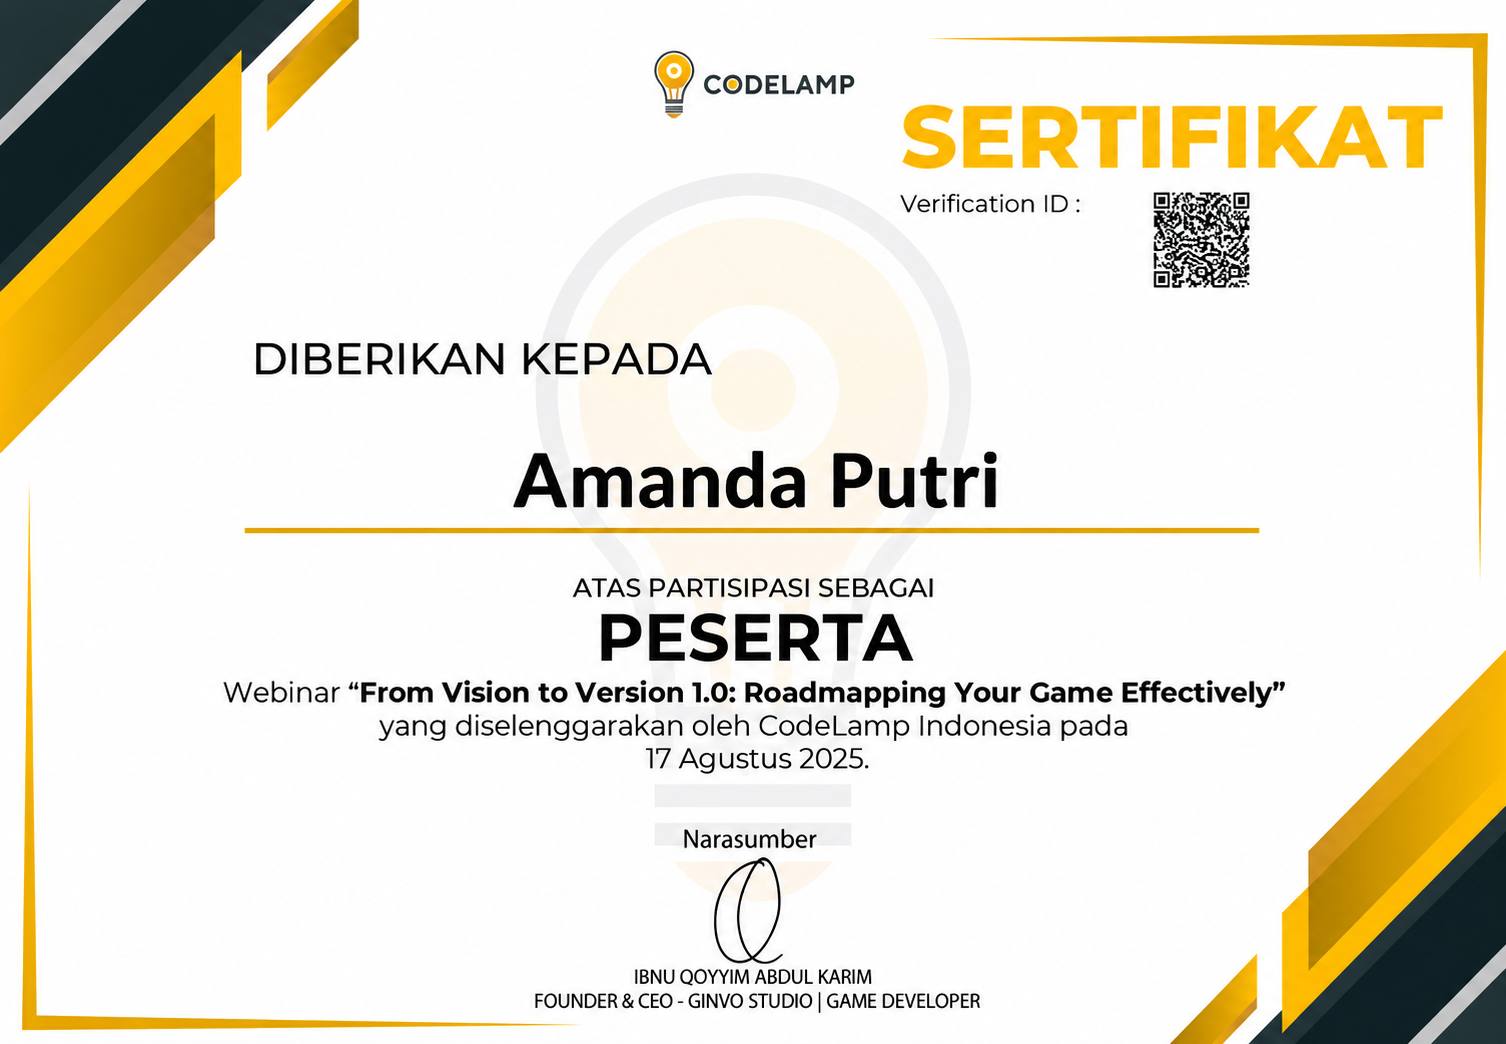 CODELAMP
SERTIFIKAT
Verification ID :
DIBERIKAN KEPADA
Amanda Putri
ATAS PARTISIPASI SEBAGAI
PESERTA
Webinar “From Vision to Version 1.0: Roadmapping Your Game Effectively”
yang diselenggarakan oleh CodeLamp Indonesia pada
17 Agustus 2025.
Narasumber
IBNU QOYYIM ABDUL KARIM
FOUNDER & CEO - GINVO STUDIO | GAME DEVELOPER